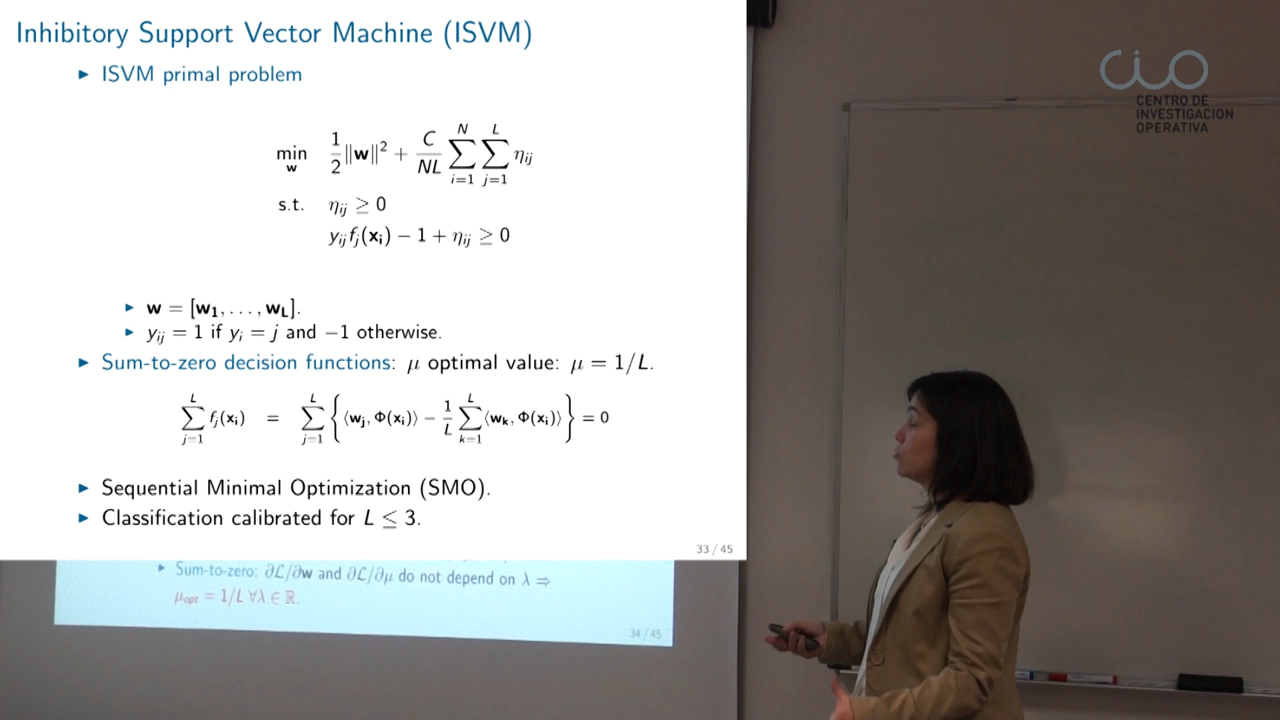 Inhibitory Support Vector Machine (ISVM)
▶ ISVM primal problem
min_w 1/2 ||w||² + C/NL ∑_{i=1}^{N} ∑_{j=1}^{L} η_ij
s.t. η_ij ≥ 0
y_ij f_j(x_i) − 1 + η_ij ≥ 0
▶ w = [w_1, . . . , w_L].
▶ y_ij = 1 if y_i = j and −1 otherwise.
▶ Sum-to-zero decision functions: μ optimal value: μ = 1/L.
∑_{j=1}^{L} f_j(x_i) = ∑_{j=1}^{L} {⟨w_j, Φ(x_i)⟩ − 1/L ∑_{k=1}^{L} ⟨w_k, Φ(x_i)⟩} = 0
▶ Sequential Minimal Optimization (SMO).
▶ Classification calibrated for L ≤ 3.
33 / 45
▶ Sum-to-zero: ∂ℒ/∂w and ∂ℒ/∂μ do not depend on λ ⇒
μ_opt = 1/L ∀λ ∈ ℝ.
34 / 45
CIO
CENTRO DE
INVESTIGACION
OPERATIVA